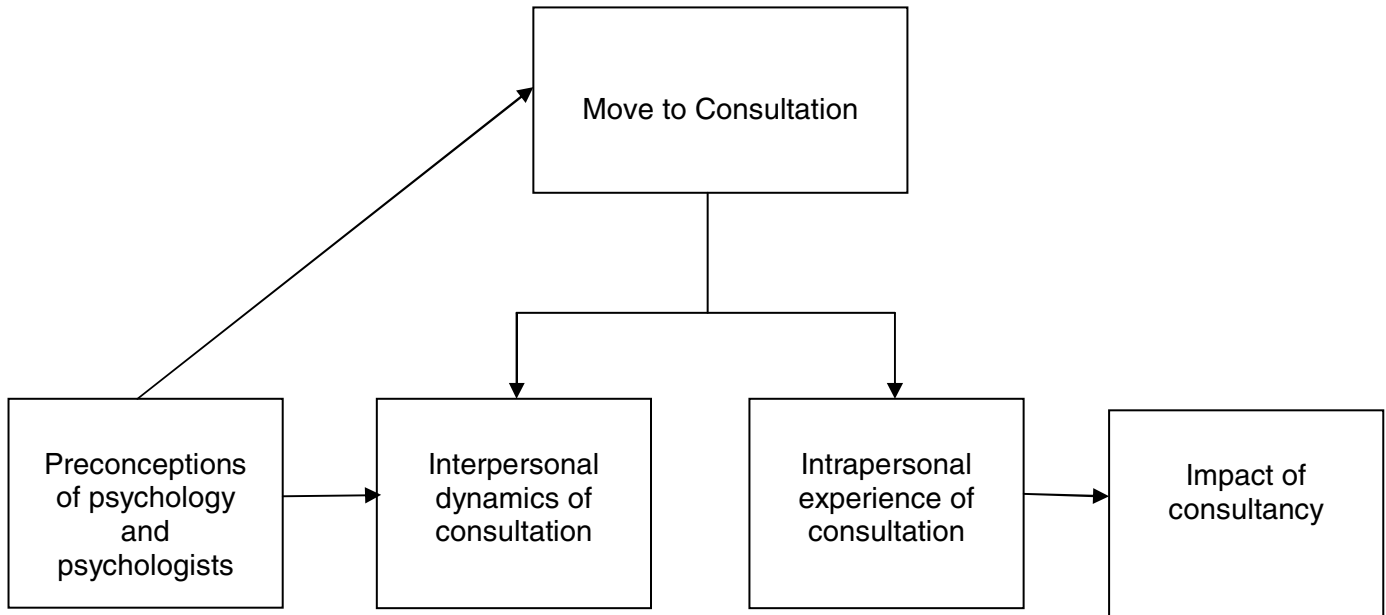 Move to Consultation
Preconceptions
of psychology
and
psychologists
Interpersonal
dynamics of
consultation
Intrapersonal
experience of
consultation
Impact of
consultancy